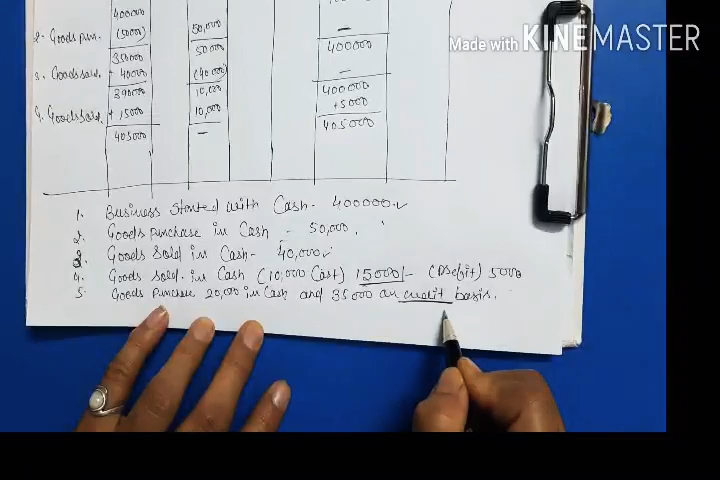 400000
2. Goods pur. (5000) 50,000 —
350000 50000 400000
3. Goods sold + 40000 (40000) —
390000 10,000 400000
4. Goods sold. + 15000 10,000 +5000
405000 — 405000
1. Business Started with Cash - 400000
2. Goods purchase in Cash - 50,000.
3. Goods Sold in Cash - 40,000
4. Goods sold. in Cash (10,000 Cost) 15000/- 5000
5. Goods Purchase 20,000 in Cash and 35000 on credit basis.
Made with KINEMASTER